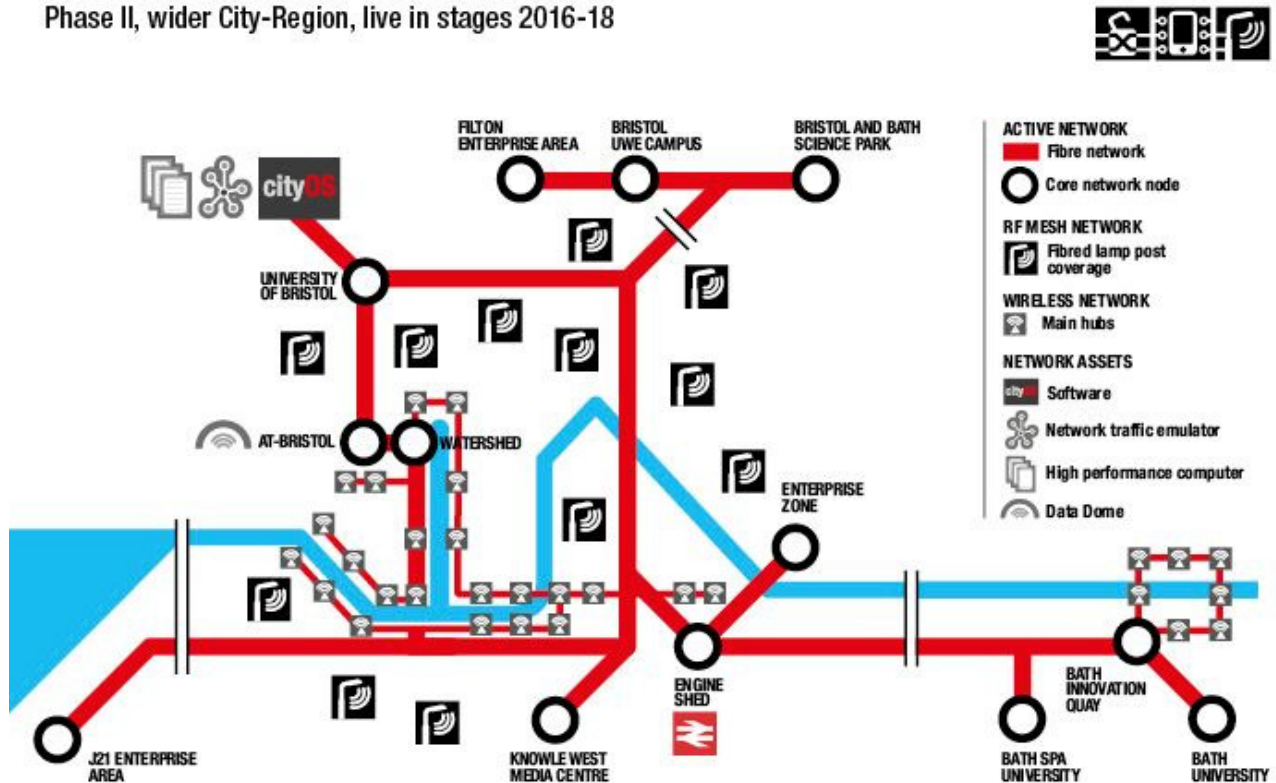 Phase II, wider City-Region, live in stages 2016-18
FILTON
ENTERPRISE AREA
BRISTOL
UWE CAMPUS
BRISTOL AND BATH
SCIENCE PARK
cityOS
UNIVERSITY
OF BRISTOL
AT-BRISTOL
WATERSHED
ENTERPRISE
ZONE
ENGINE
SHED
J21 ENTERPRISE
AREA
KNOWLE WEST
MEDIA CENTRE
BATH
INNOVATION
QUAY
BATH SPA
UNIVERSITY
BATH
UNIVERSITY
ACTIVE NETWORK
Fibre network
Core network node
RF MESH NETWORK
Fibred lamp post
coverage
WIRELESS NETWORK
Main hubs
NETWORK ASSETS
cityOS
Software
Network traffic emulator
High performance computer
Data Dome